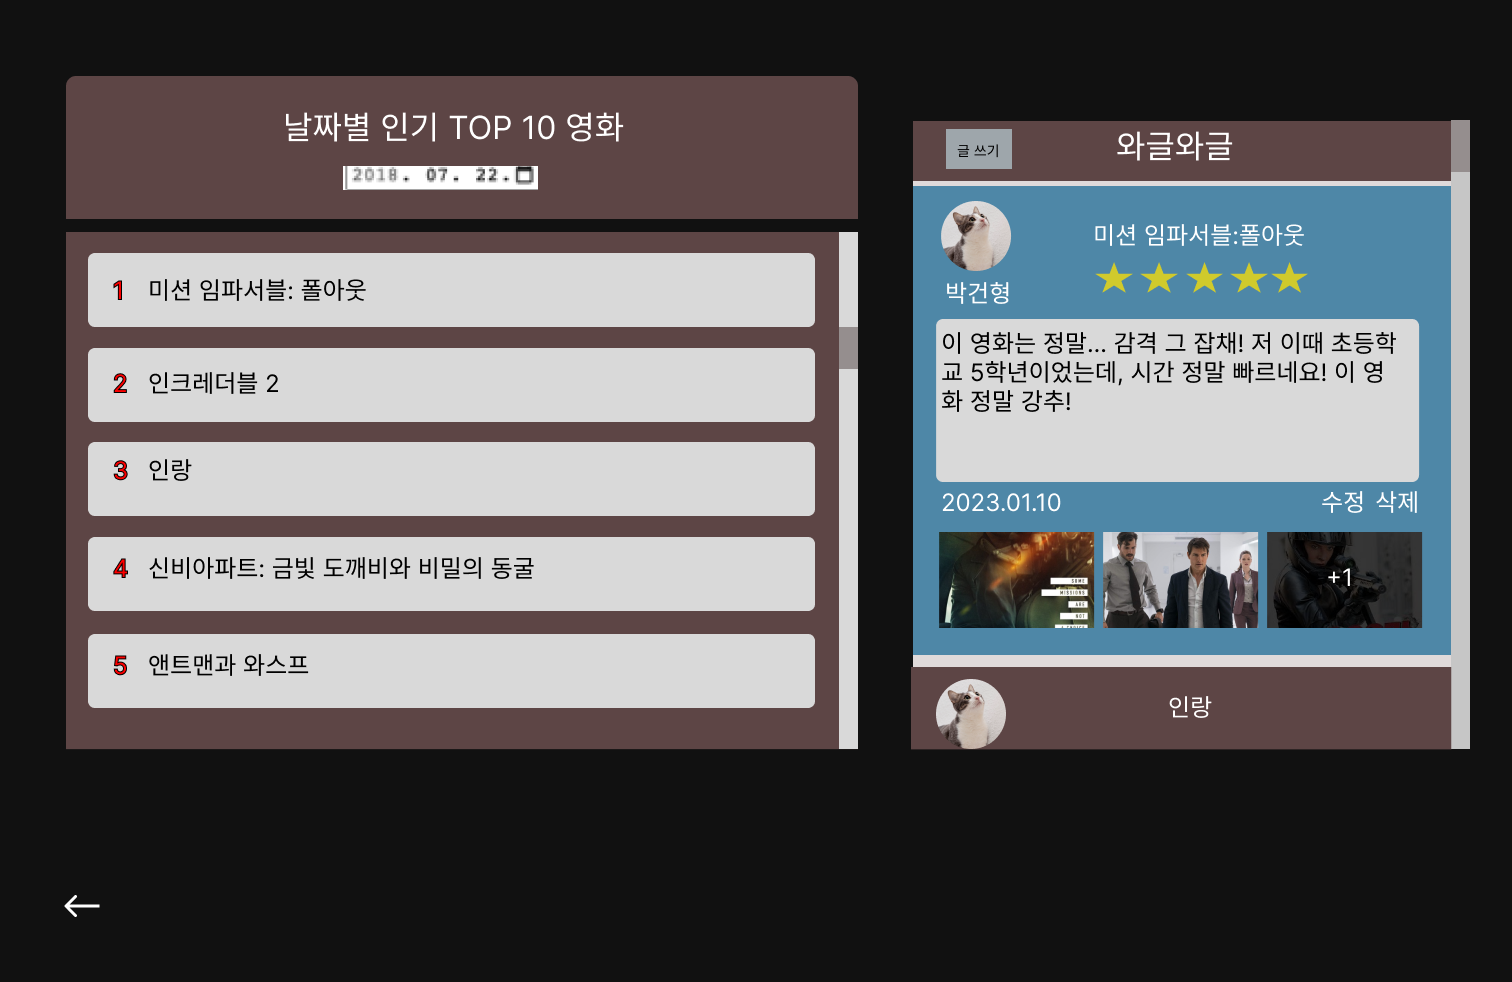 날짜별 인기 TOP 10 영화
2018. 07. 22.
1 미션 임파서블: 폴아웃
2 인크레더블 2
3 인랑
4 신비아파트: 금빛 도깨비와 비밀의 동굴
5 앤트맨과 와스프
글 쓰기
와글와글
미션 임파서블:폴아웃
박건형
이 영화는 정말... 감격 그 잡채! 저 이때 초등학
교 5학년이었는데, 시간 정말 빠르네요! 이 영
화 정말 강추!
2023.01.10
수정 삭제
SOME
MISSIONS
ARE
NOT
+1
인랑